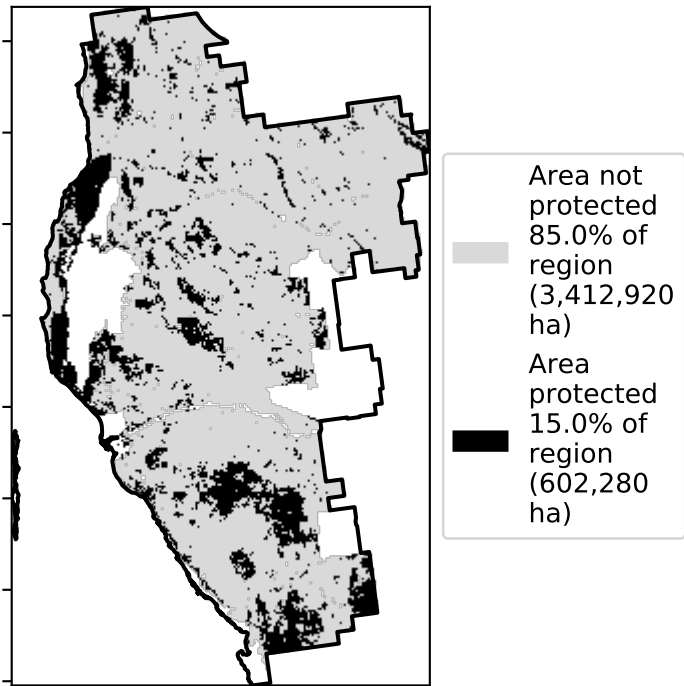 Area not
protected
85.0% of
region
(3,412,920
ha)
Area
protected
15.0% of
region
(602,280
ha)